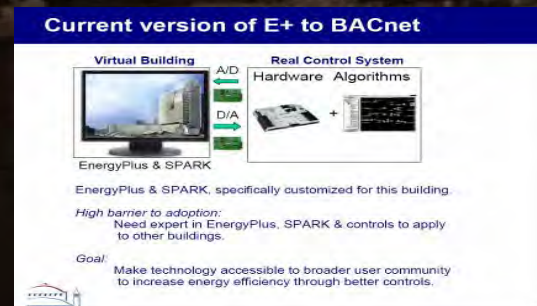 Current version of E+ to BACnet
Virtual Building
Real Control System
A/D
Hardware Algorithms
D/A
+
EnergyPlus & SPARK
EnergyPlus & SPARK, specifically customized for this building.
High barrier to adoption:
Need expert in EnergyPlus, SPARK & controls to apply
to other buildings.
Goal:
Make technology accessible to broader user community
to increase energy efficiency through better controls.